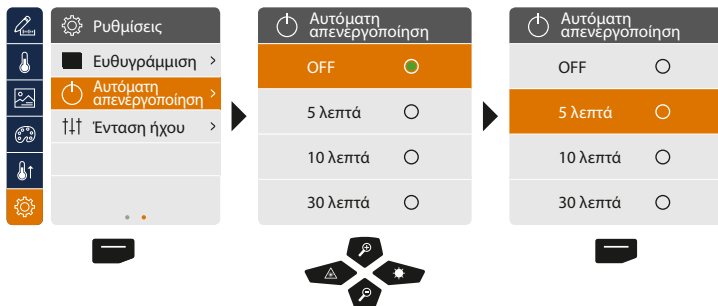 Ρυθμίσεις
Ευθυγράμμιση
Αυτόματη
απενεργοποίηση
Ένταση ήχου
Αυτόματη
απενεργοποίηση
OFF
5 λεπτά
10 λεπτά
30 λεπτά
Αυτόματη
απενεργοποίηση
OFF
5 λεπτά
10 λεπτά
30 λεπτά